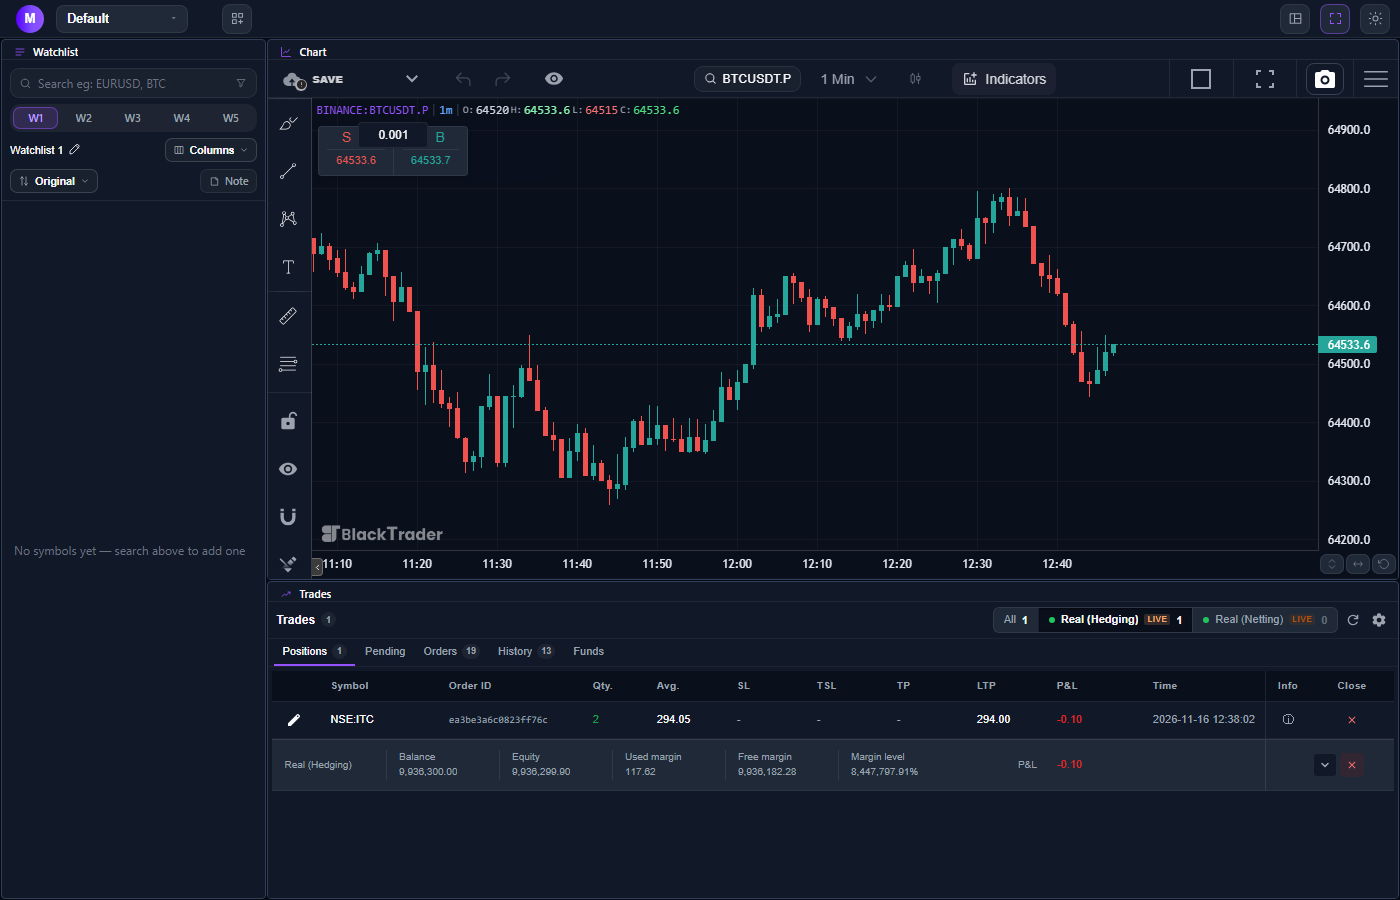 M Default
Watchlist
Search eg: EURUSD, BTC
W1 W2 W3 W4 W5
Watchlist 1 Columns
Original Note
No symbols yet — search above to add one
Chart
SAVE BTCUSDT.P 1 Min Indicators
BINANCE:BTCUSDT.P 1m O: 64520 H: 64533.6 L: 64515 C: 64533.6
S 0.001 B
64533.6 64533.7
64900.0
64800.0
64700.0
64600.0
64533.6
64500.0
64400.0
64300.0
64200.0
BlackTrader
11:10 11:20 11:30 11:40 11:50 12:00 12:10 12:20 12:30 12:40
Trades
Trades 1 All 1 Real (Hedging) LIVE 1 Real (Netting) LIVE 0
Positions 1 Pending Orders 19 History 13 Funds
Symbol Order ID Qty. Avg. SL TSL TP LTP P&L Time Info Close
NSE:ITC ea3be3a6c0823ff76c 2 294.05 - - - 294.00 -0.10 2026-11-16 12:38:02
Real (Hedging) Balance Equity Used margin Free margin Margin level P&L -0.10
9,936,300.00 9,936,299.90 117.62 9,936,182.28 8,447,797.91%